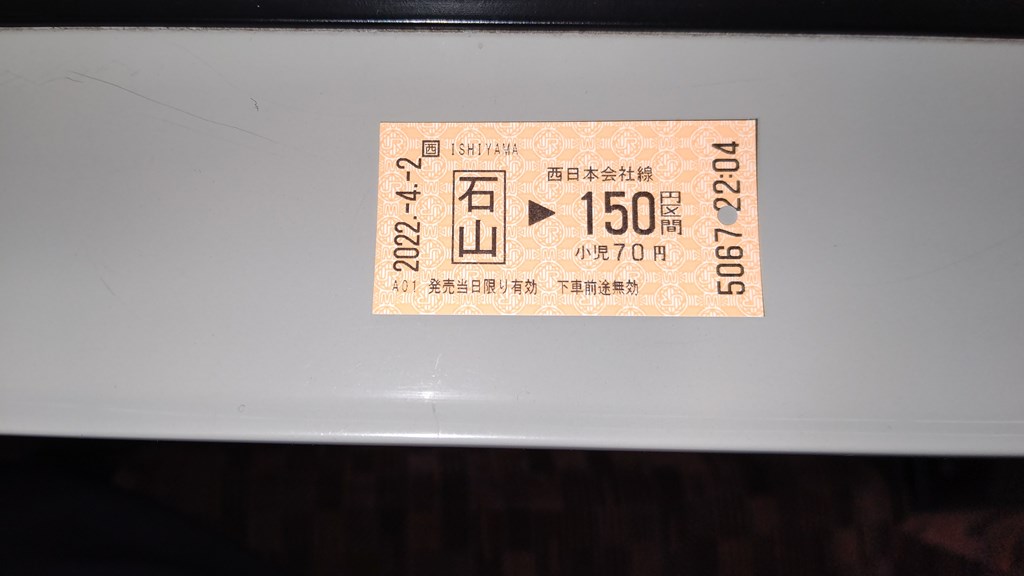 2022.-4.-2
西 ISHIYAMA
石山
西日本会社線
▶ 150円区間
小児70円
A01 発売当日限り有効 下車前途無効
5067 22:04